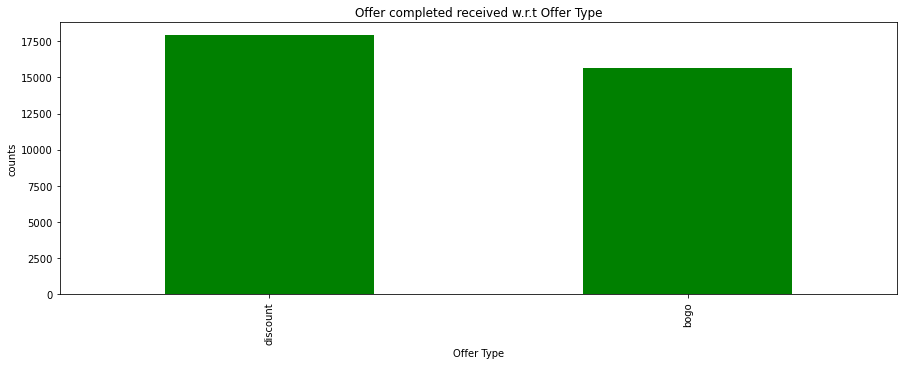 Offer completed received w.r.t Offer Type
17500
15000
12500
10000
7500
5000
2500
0
counts
discount
bogo
Offer Type